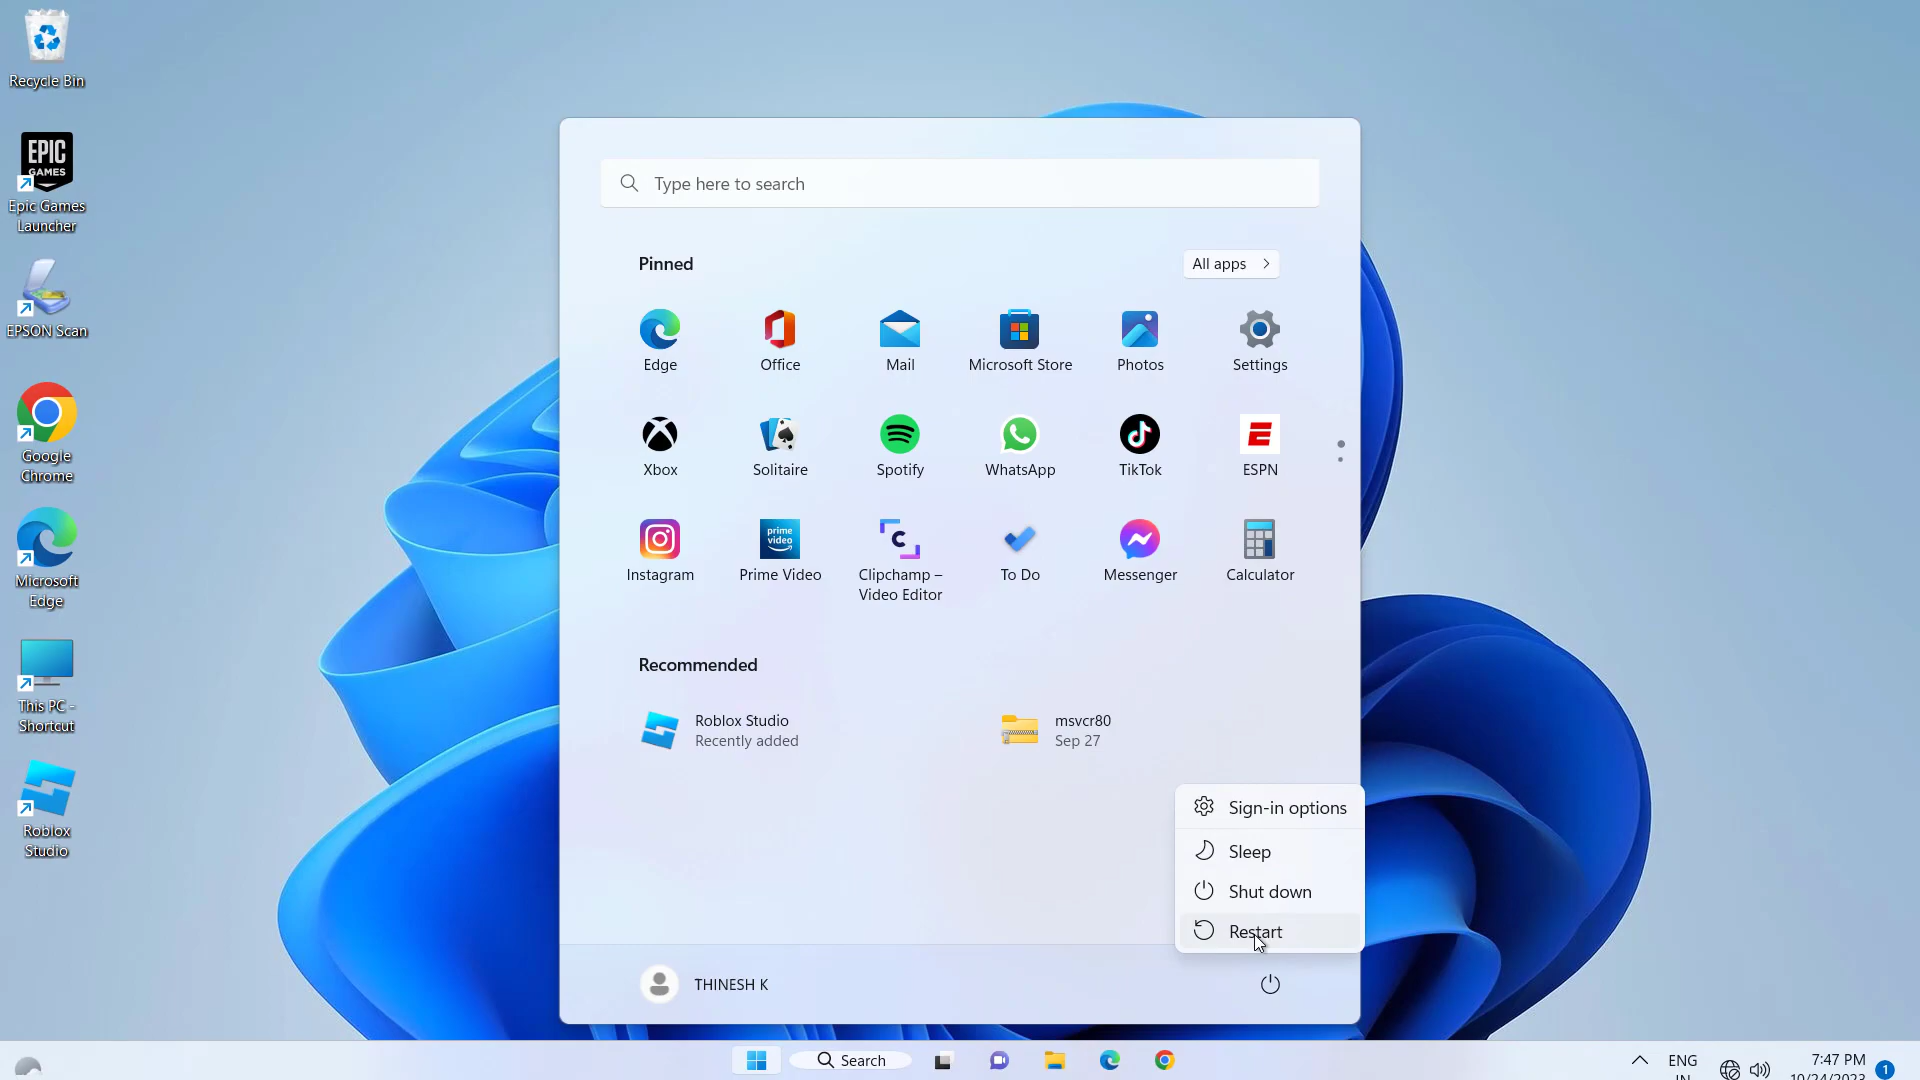 Recycle Bin
EPIC
GAMES
Epic Games
Launcher
EPSON Scan
Google
Chrome
Microsoft
Edge
This PC -
Shortcut
Roblox
Studio
Type here to search
Pinned
All apps
Edge
Office
Mail
Microsoft Store
Photos
Settings
Xbox
Solitaire
Spotify
WhatsApp
TikTok
ESPN
prime
video
Instagram
Prime Video
Clipchamp –
Video Editor
To Do
Messenger
Calculator
Recommended
Roblox Studio
Recently added
msvcr80
Sep 27
Sign-in options
Sleep
Shut down
Restart
THINESH K
Search
ENG
IN
7:47 PM
10/24/2023
1